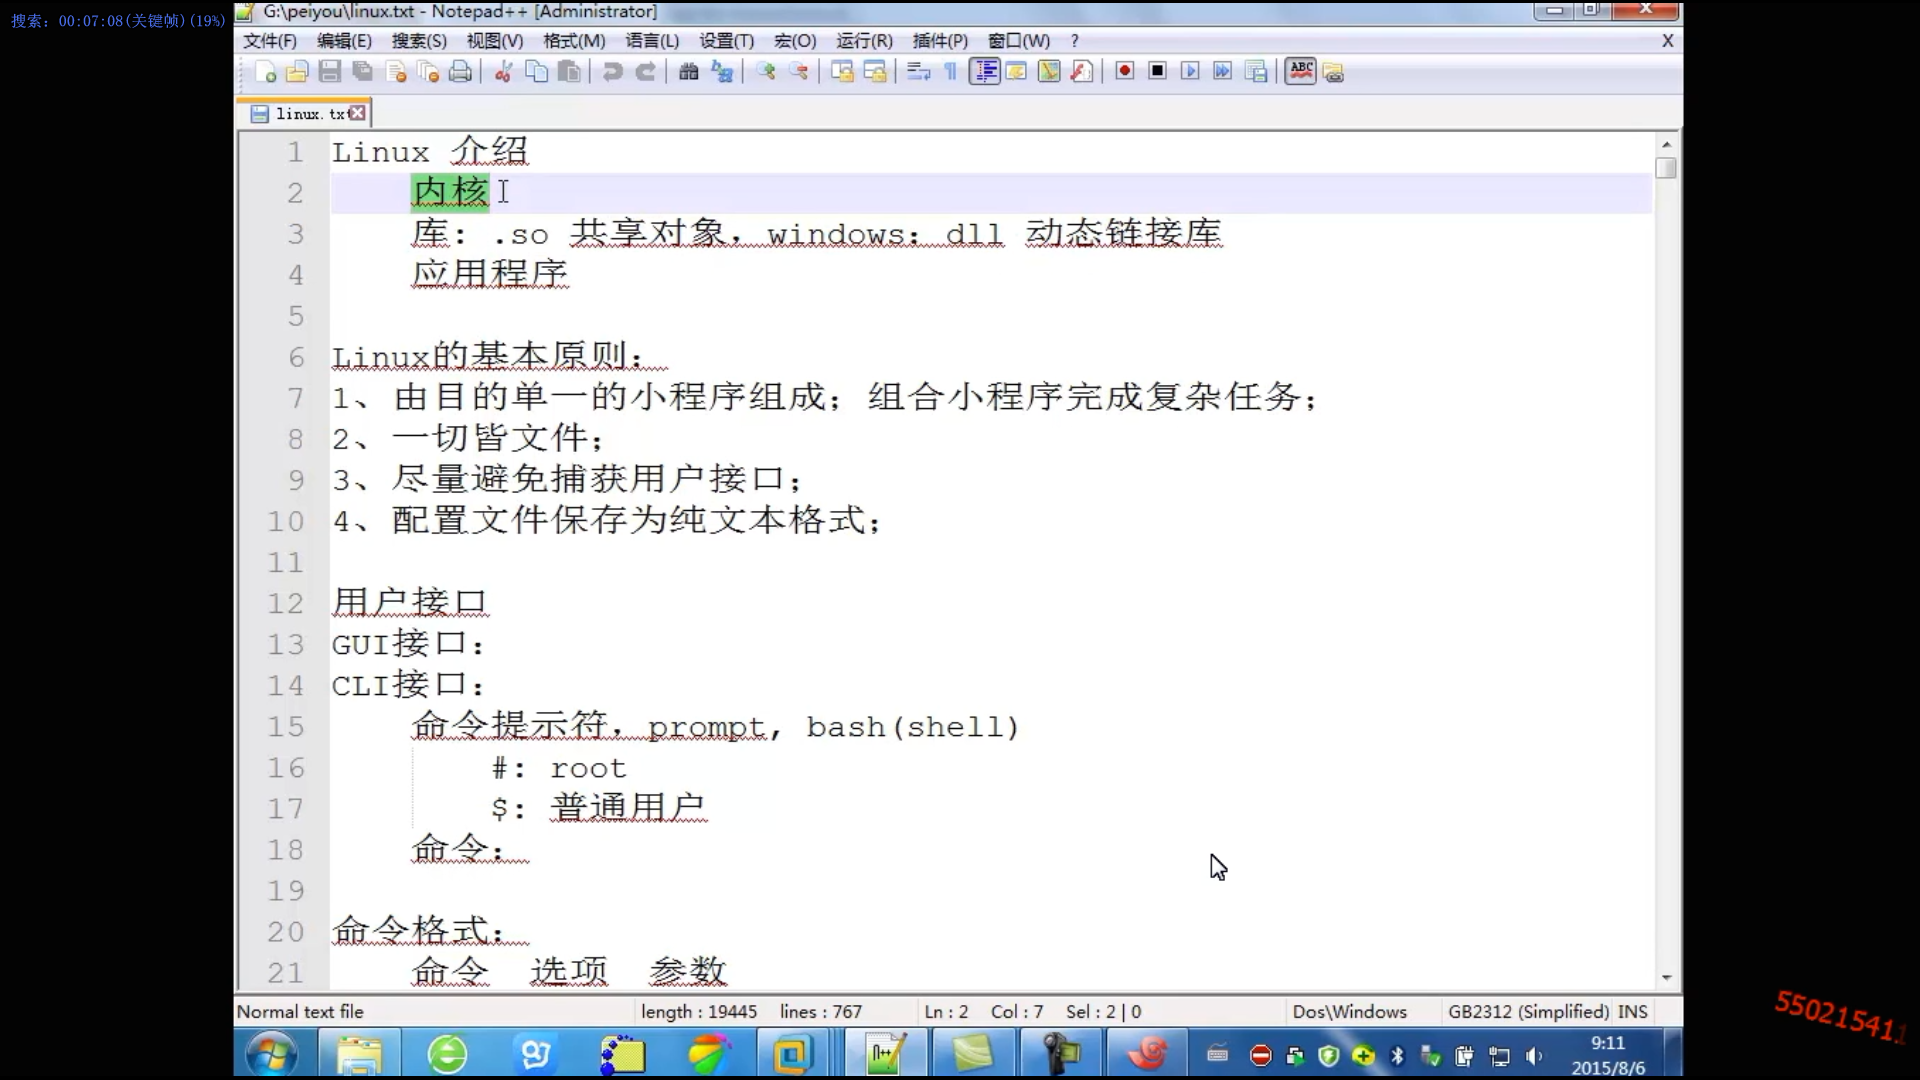 搜索: 00:07:08(关键帧)(19%)
G:\peiyou\linux.txt - Notepad++ [Administrator]
文件(F) 编辑(E) 搜索(S) 视图(V) 格式(M) 语言(L) 设置(T) 宏(O) 运行(R) 插件(P) 窗口(W) ? X
ABC
linux.txt
1 Linux 介绍
2 内核
3 库: .so 共享对象，windows: dll 动态链接库
4 应用程序
5
6 Linux的基本原则：
7 1、由目的单一的小程序组成；组合小程序完成复杂任务；
8 2、一切皆文件；
9 3、尽量避免捕获用户接口；
10 4、配置文件保存为纯文本格式；
11
12 用户接口
13 GUI接口：
14 CLI接口：
15 命令提示符，prompt, bash(shell)
16 #: root
17 $: 普通用户
18 命令：
19
20 命令格式：
21 命令 选项 参数
Normal text file length : 19445 lines : 767 Ln : 2 Col : 7 Sel : 2 | 0 Dos\Windows GB2312 (Simplified) INS
9:11
2015/8/6
550215411